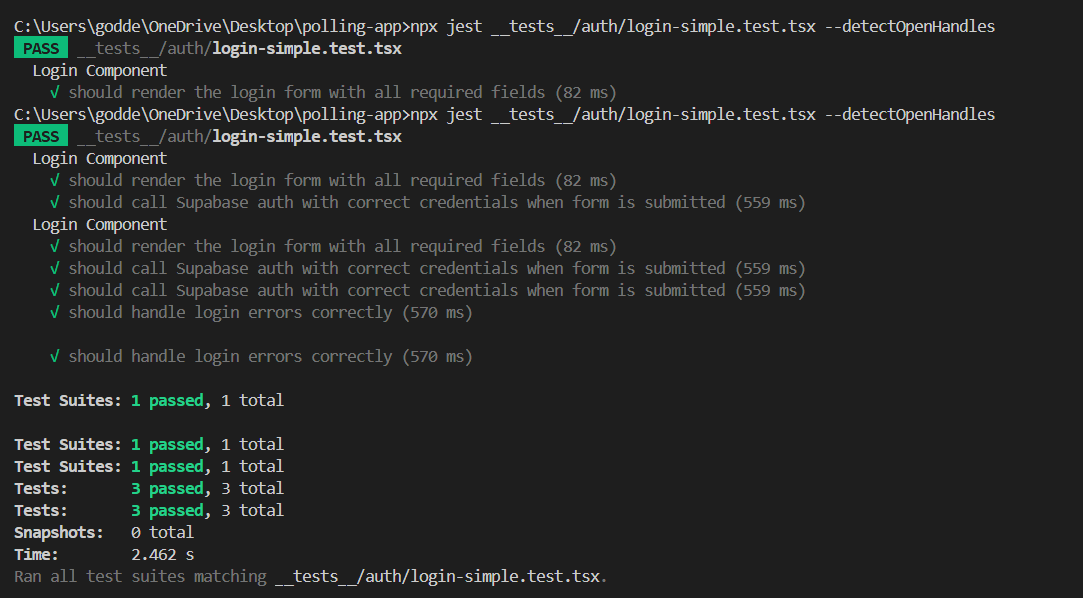 C:\Users\godde\OneDrive\Desktop\polling-app>npx jest __tests__/auth/login-simple.test.tsx --detectOpenHandles
PASS __tests__/auth/login-simple.test.tsx
Login Component
√ should render the login form with all required fields (82 ms)
C:\Users\godde\OneDrive\Desktop\polling-app>npx jest __tests__/auth/login-simple.test.tsx --detectOpenHandles
PASS __tests__/auth/login-simple.test.tsx
Login Component
√ should render the login form with all required fields (82 ms)
√ should call Supabase auth with correct credentials when form is submitted (559 ms)
Login Component
√ should render the login form with all required fields (82 ms)
√ should call Supabase auth with correct credentials when form is submitted (559 ms)
√ should call Supabase auth with correct credentials when form is submitted (559 ms)
√ should handle login errors correctly (570 ms)
√ should handle login errors correctly (570 ms)
Test Suites: 1 passed, 1 total
Test Suites: 1 passed, 1 total
Test Suites: 1 passed, 1 total
Tests: 3 passed, 3 total
Tests: 3 passed, 3 total
Snapshots: 0 total
Time: 2.462 s
Ran all test suites matching __tests__/auth/login-simple.test.tsx.